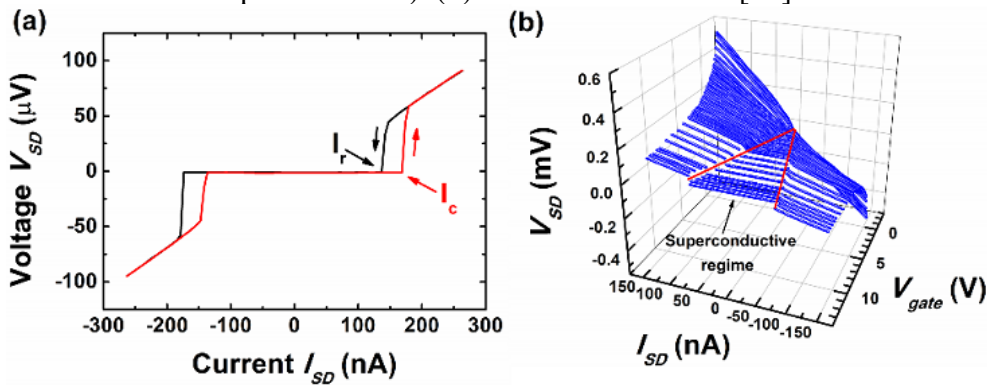 (a)
100
50
0
-50
-100
Voltage V_SD (μV)
I_r
I_c
-300 -200 -100 0 100 200 300
Current I_SD (nA)
(b)
0.6
0.4
0.2
0.0
-0.2
-0.4
V_SD (mV)
Superconductive
regime
150 100 50 0 -50 -100 -150
I_SD (nA)
0
5
10
V_gate (V)